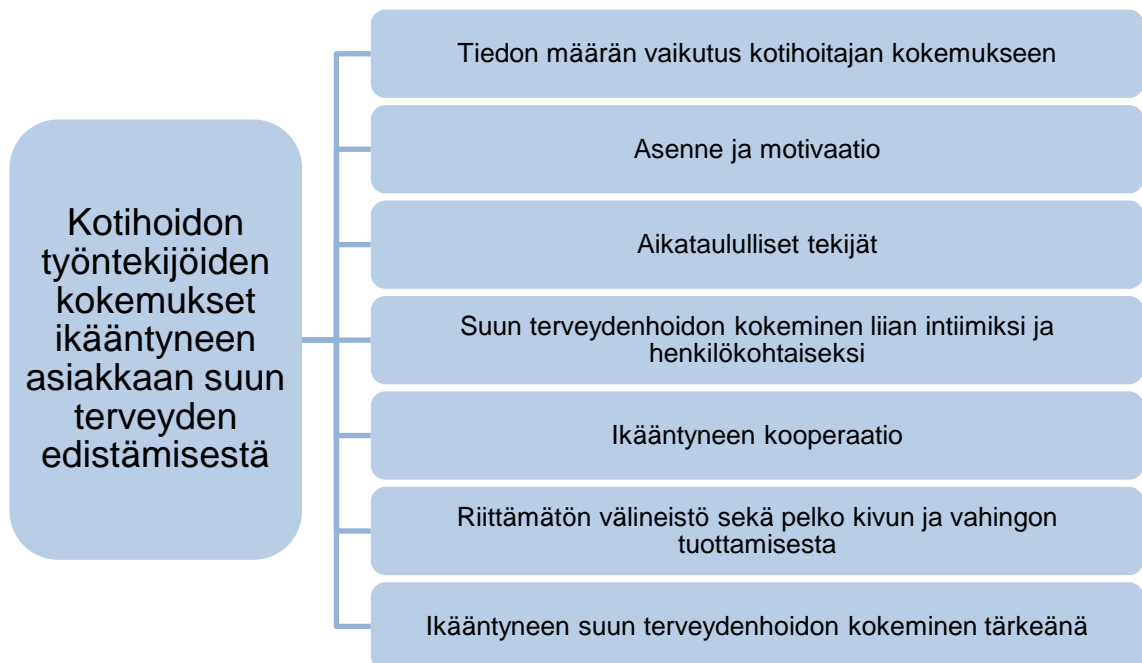 Kotihoidon
työntekijöiden
kokemukset
ikääntyneen
asiakkaan suun
terveyden
edistämisestä
Tiedon määrän vaikutus kotihoitajan kokemukseen
Asenne ja motivaatio
Aikataululliset tekijät
Suun terveydenhoidon kokeminen liian intiimiksi ja
henkilökohtaiseksi
Ikääntyneen kooperaatio
Riittämätön välineistö sekä pelko kivun ja vahingon
tuottamisesta
Ikääntyneen suun terveydenhoidon kokeminen tärkeänä